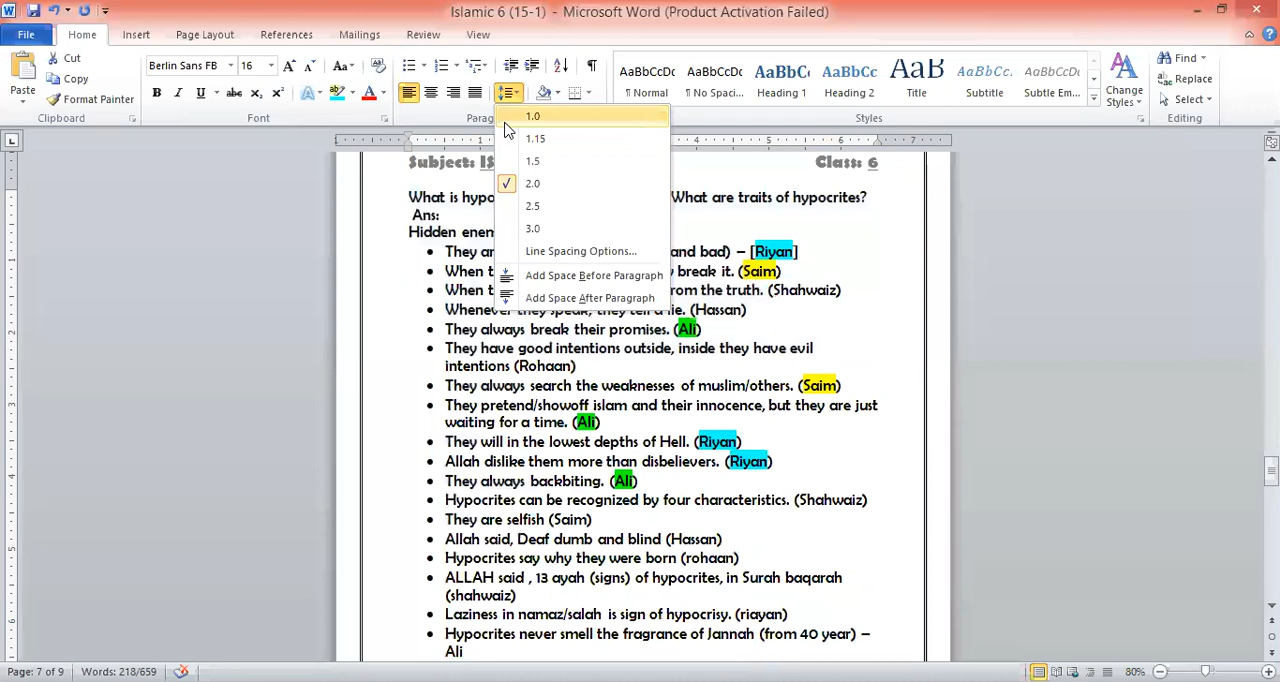 Islamic 6 (15-1) - Microsoft Word (Product Activation Failed)
File Home Insert Page Layout References Mailings Review View
Paste Cut Copy Format Painter
Berlin Sans FB 16
AaBbCcDc AaBbCcDc AaBbC AaBbCc AaB AaBbCc. AaBbCcDc
¶ Normal ¶ No Spaci... Heading 1 Heading 2 Title Subtitle Subtle Em...
Change Styles
Find Replace Select
Clipboard Font Parag Styles Editing
1.0
1.15
1.5
2.0
2.5
3.0
Line Spacing Options...
Add Space Before Paragraph
Add Space After Paragraph
Subject: IS Class: 6
What is hypo What are traits of hypocrites?
Ans:
Hidden enem
• They ar and bad) – [Riyan]
• When t y break it. (Saim)
• When t rom the truth. (Shahwaiz)
• Whenever they speak, they tell a lie. (Hassan)
• They always break their promises. (Ali)
• They have good intentions outside, inside they have evil
intentions (Rohaan)
• They always search the weaknesses of muslim/others. (Saim)
• They pretend/showoff islam and their innocence, but they are just
waiting for a time. (Ali)
• They will in the lowest depths of Hell. (Riyan)
• Allah dislike them more than disbelievers. (Riyan)
• They always backbiting. (Ali)
• Hypocrites can be recognized by four characteristics. (Shahwaiz)
• They are selfish (Saim)
• Allah said, Deaf dumb and blind (Hassan)
• Hypocrites say why they were born (rohaan)
• ALLAH said , 13 ayah (signs) of hypocrites, in Surah baqarah
(shahwaiz)
• Laziness in namaz/salah is sign of hypocrisy. (riayan)
• Hypocrites never smell the fragrance of Jannah (from 40 year) –
Ali
Page: 7 of 9 Words: 218/659 80%